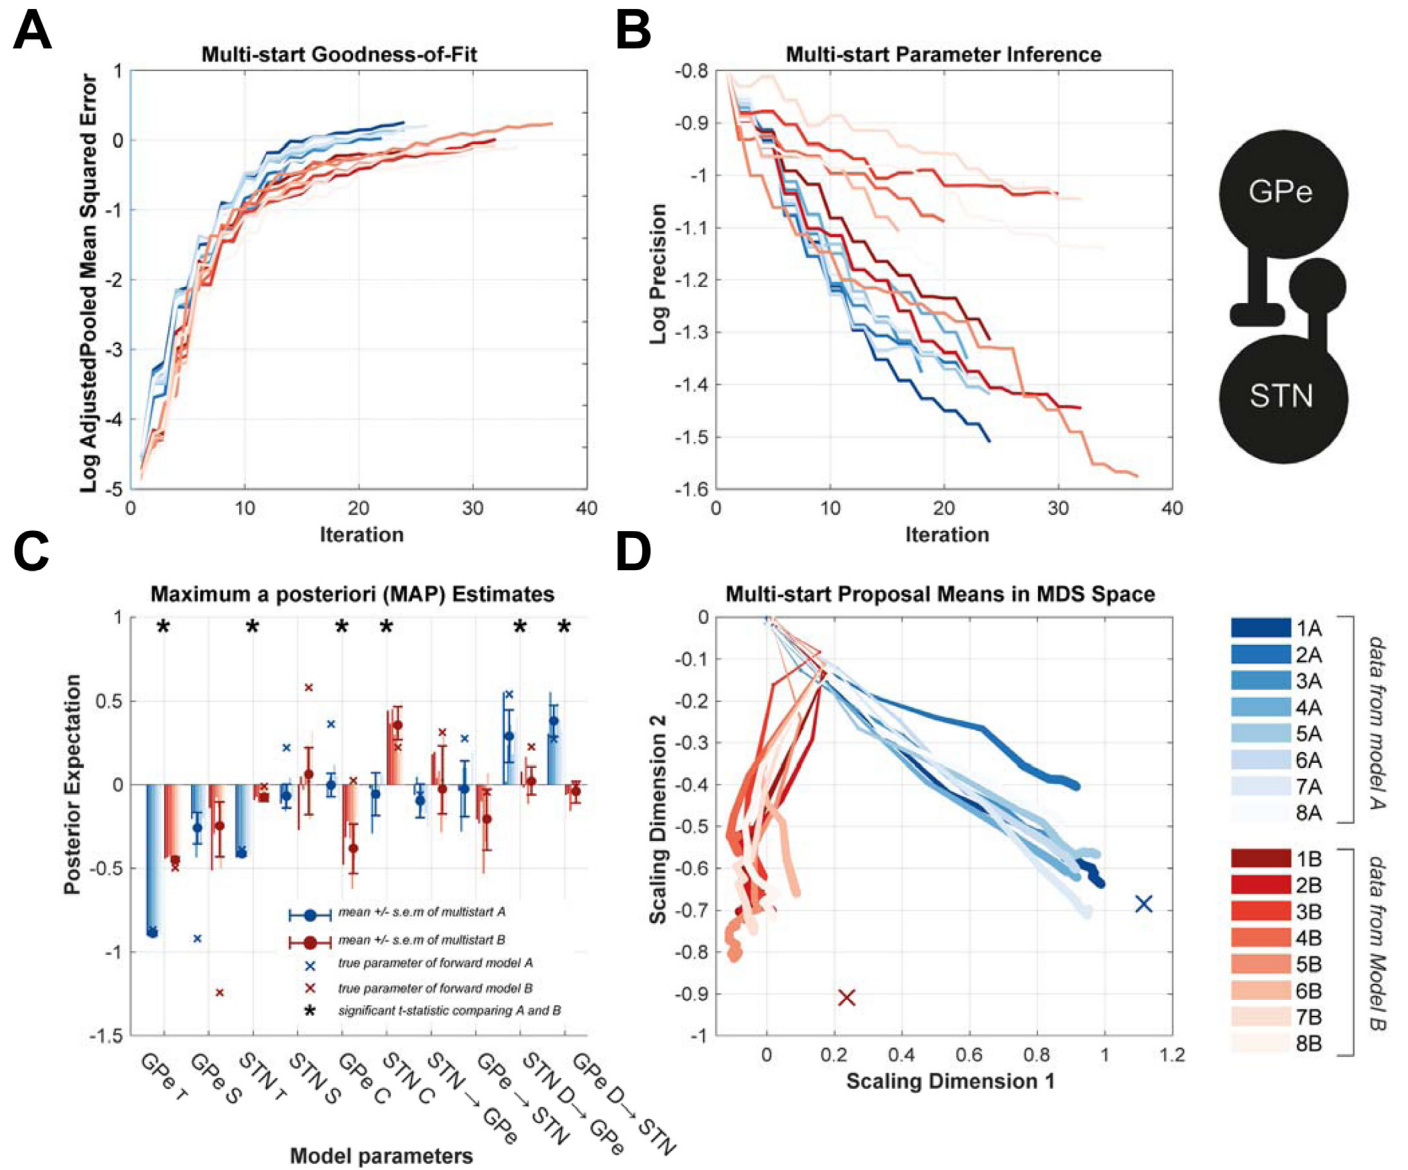 A
Multi-start Goodness-of-Fit
Log AdjustedPooled Mean Squared Error
1
0
-1
-2
-3
-4
-5
0
10
20
30
40
Iteration
B
Multi-start Parameter Inference
Log Precision
-0.8
-0.9
-1
-1.1
-1.2
-1.3
-1.4
-1.5
-1.6
0
10
20
30
40
Iteration
GPe
STN
C
Maximum a posteriori (MAP) Estimates
Posterior Expectation
1
0.5
0
-0.5
-1
-1.5
* * * * * *
mean +/- s.e.m of multistart A
mean +/- s.e.m of multistart B
true parameter of forward model A
true parameter of forward model B
* significant t-statistic comparing A and B
GPe τ
GPe S
STN τ
STN S
GPe C
STN C
STN → GPe
GPe → STN
STN D→ GPe
GPe D→ STN
Model parameters
D
Multi-start Proposal Means in MDS Space
Scaling Dimension 2
0
-0.1
-0.2
-0.3
-0.4
-0.5
-0.6
-0.7
-0.8
-0.9
-1
0
0.2
0.4
0.6
0.8
1
1.2
Scaling Dimension 1
1A
2A
3A
4A
5A
6A
7A
8A
data from model A
1B
2B
3B
4B
5B
6B
7B
8B
data from Model B